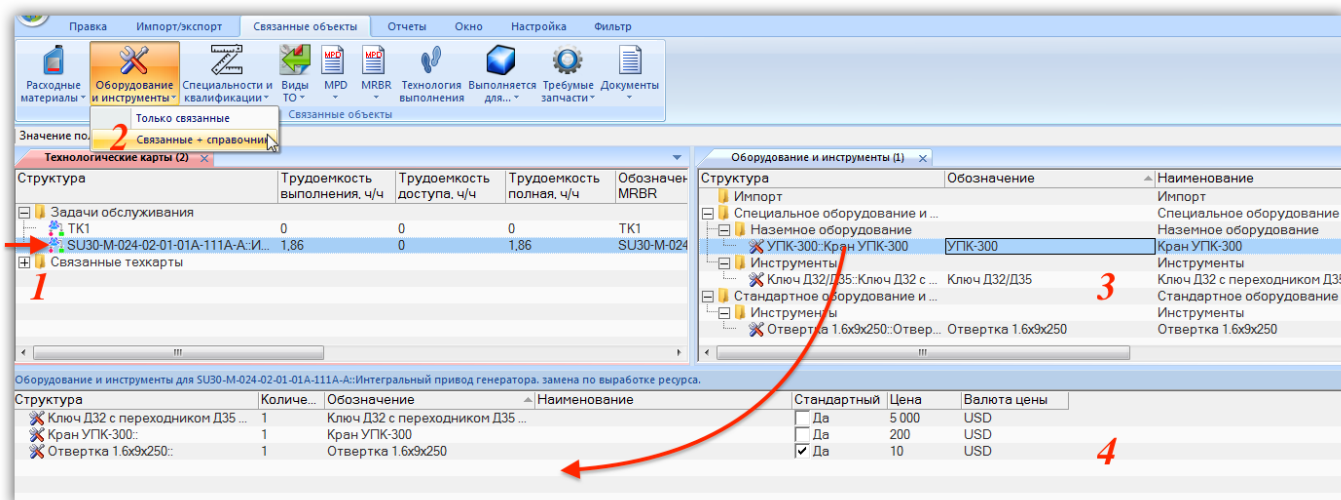 Правка Импорт/экспорт Связанные объекты Отчеты Окно Настройка Фильтр
Расходные материалы
Оборудование и инструменты
Специальности и квалификации
Виды ТО
MPD
MRBR
Технология выполнения
Выполняется для...
Требуемые запчасти
Документы
Связанные объекты
Только связанные
Связанные + справочник
2
Значение по
Технологические карты (2)
Структура Трудоемкость выполнения, ч/ч Трудоемкость доступа, ч/ч Трудоемкость полная, ч/ч Обозначен MRBR
Задачи обслуживания
ТК1 0 0 0 ТК1
SU30-M-024-02-01-01A-111A-A::И... 1,86 0 1,86 SU30-M-024
Связанные техкарты
1
Оборудование и инструменты (1)
Структура Обозначение Наименование
Импорт Импорт
Специальное оборудование и ... Специальное оборудование
Наземное оборудование Наземное оборудование
УПК-300::Кран УПК-300 УПК-300 Кран УПК-300
Инструменты Инструменты
Ключ Д32/Д35::Ключ Д32 с ... Ключ Д32/Д35 Ключ Д32 с переходником Д35
Стандартное оборудование и ... Стандартное оборудование
Инструменты Инструменты
Отвертка 1.6x9x250::Отвер... Отвертка 1.6x9x250 Отвертка 1.6x9x250
3
Оборудование и инструменты для SU30-M-024-02-01-01A-111A-A::Интегральный привод генератора. замена по выработке ресурса.
Структура Количе... Обозначение Наименование Стандартный Цена Валюта цены
Ключ Д32 с переходником Д35 ... 1 Ключ Д32 с переходником Д35 ... Да 5 000 USD
Кран УПК-300:: 1 Кран УПК-300 Да 200 USD
Отвертка 1.6x9x250:: 1 Отвертка 1.6x9x250 Да 10 USD
4